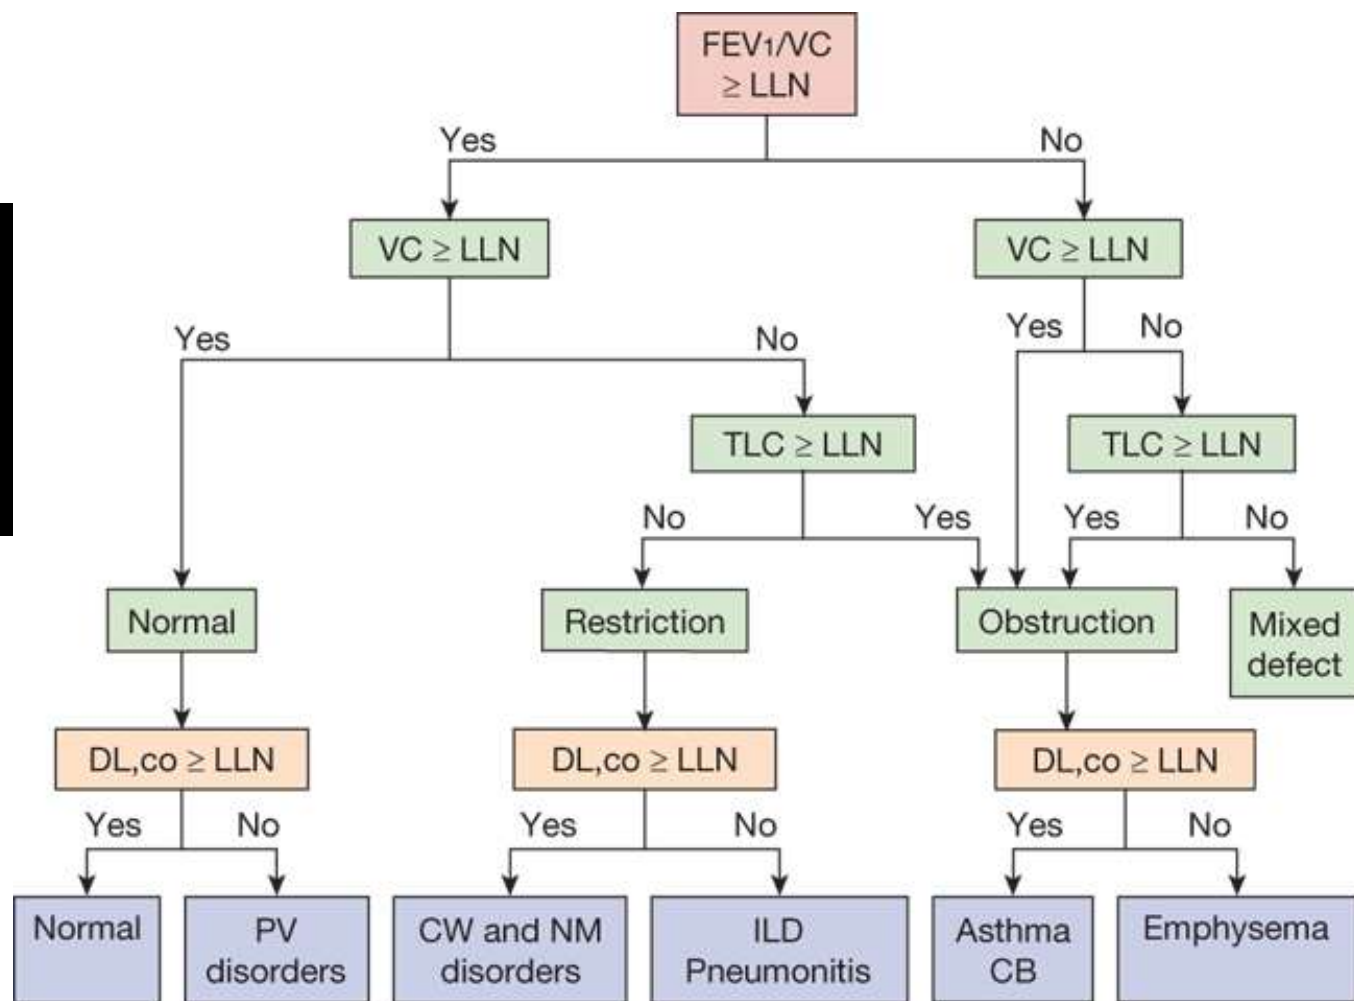 FEV1/VC
≥ LLN
Yes
No
VC ≥ LLN
VC ≥ LLN
Yes
No
Yes
No
TLC ≥ LLN
TLC ≥ LLN
No
Yes
Yes
No
Normal
Restriction
Obstruction
Mixed
defect
DL,co ≥ LLN
DL,co ≥ LLN
DL,co ≥ LLN
Yes
No
Yes
No
Yes
No
Normal
PV
disorders
CW and NM
disorders
ILD
Pneumonitis
Asthma
CB
Emphysema